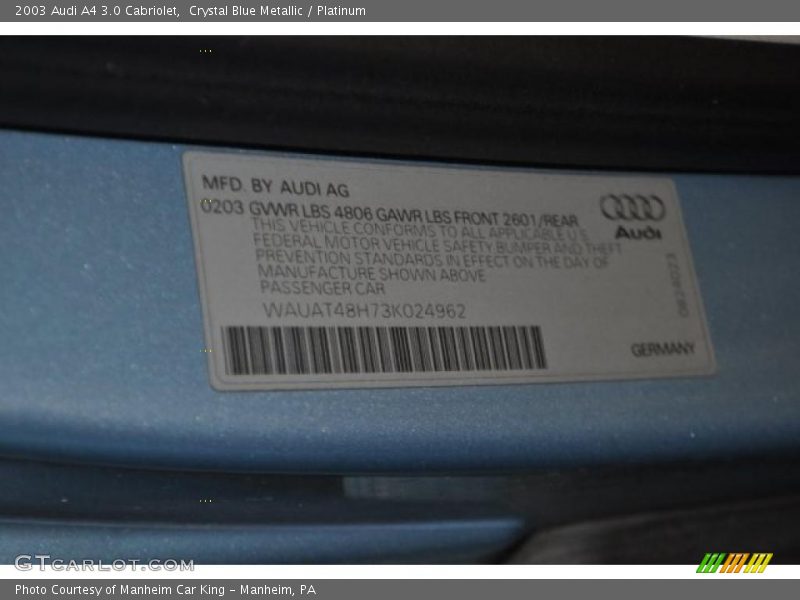 2003 Audi A4 3.0 Cabriolet,  Crystal Blue Metallic / Platinum
MFD. BY AUDI AG
0203 GVWR LBS 4806 GAWR LBS FRONT 2601/REAR
THIS VEHICLE CONFORMS TO ALL APPLICABLE U.S.
FEDERAL MOTOR VEHICLE SAFETY BUMPER AND THEFT
PREVENTION STANDARDS IN EFFECT ON THE DAY OF
MANUFACTURE SHOWN ABOVE
PASSENGER CAR
WAUAT48H73K024962
Audi
GERMANY
GTCARLOT.COM
Photo Courtesy of Manheim Car King - Manheim, PA